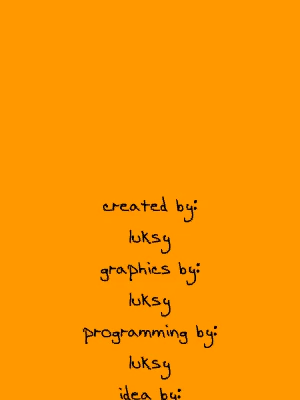 created by:
luksy
graphics by:
luksy
programming by:
luksy
idea by: